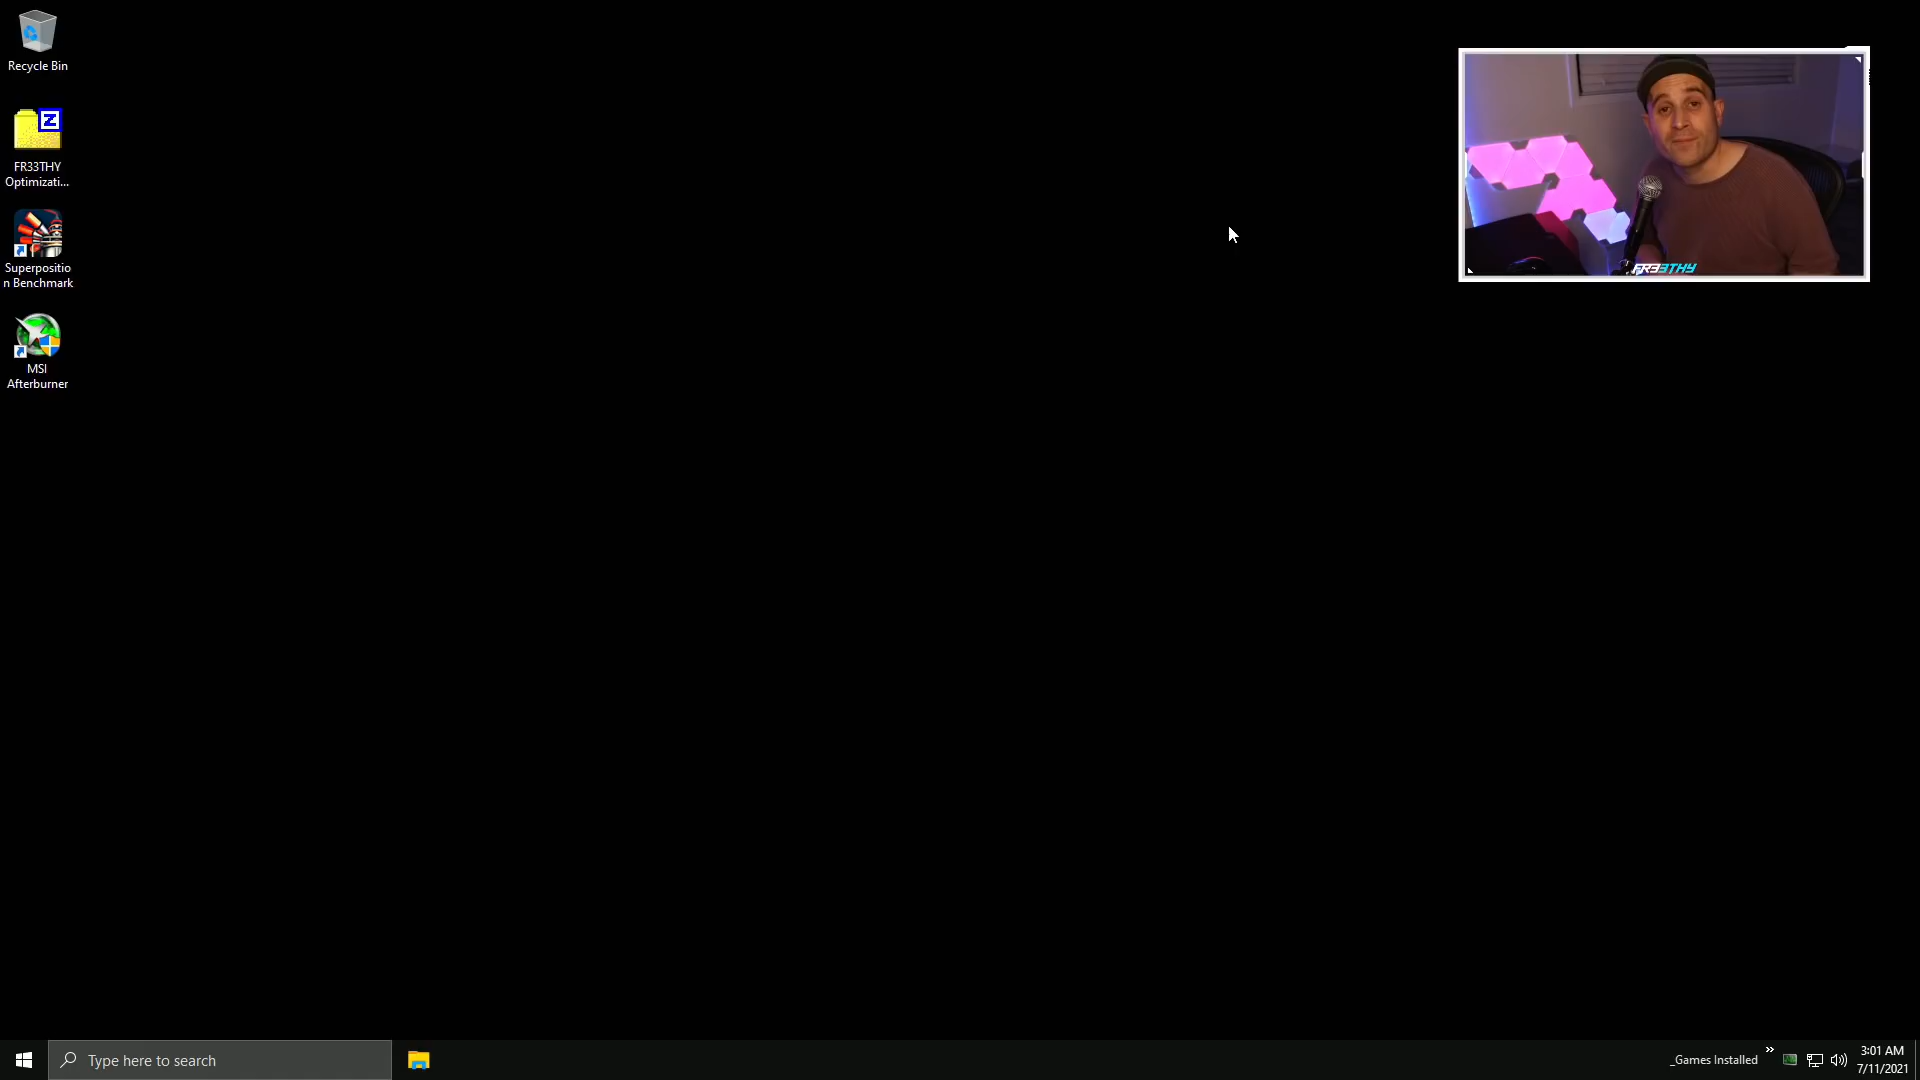 Recycle Bin
Z
FR33THY
Optimizati...
Superpositio
n Benchmark
MSI
Afterburner
FR33THY
Type here to search
_Games Installed
3:01 AM
7/11/2021